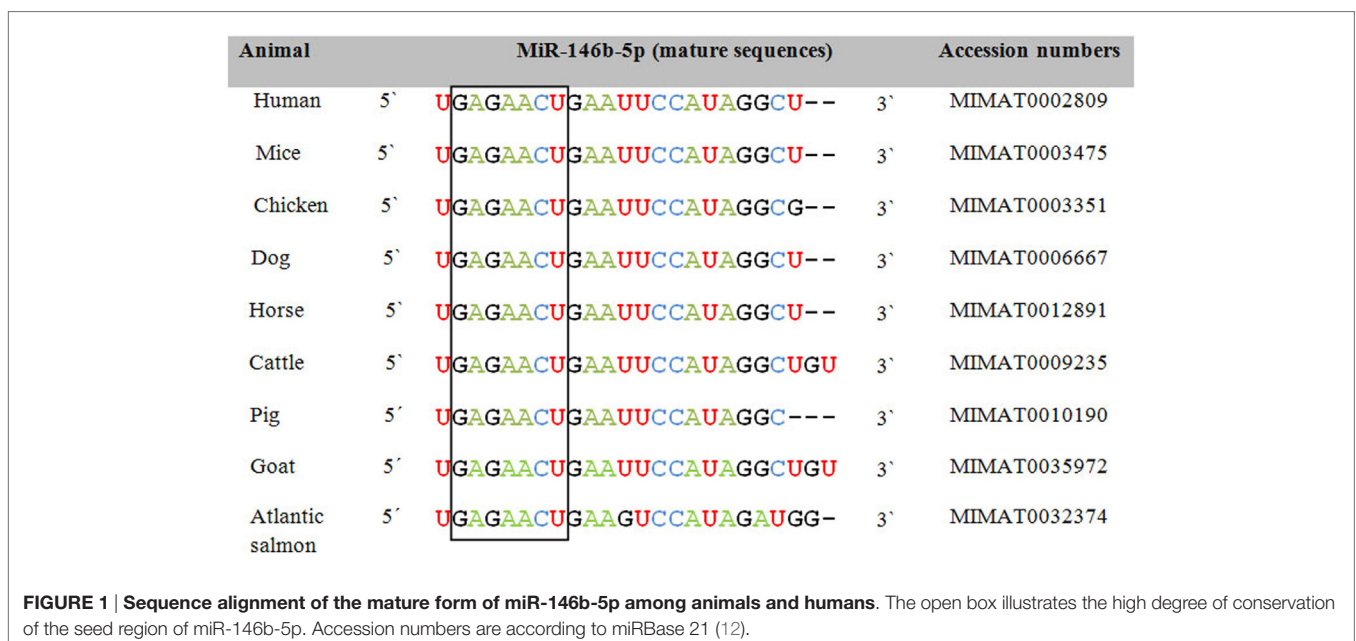 Animal MiR-146b-5p (mature sequences) Accession numbers
Human 5` UGAGAACUGAAUUCCAUAGGCU-- 3` MIMAT0002809
Mice 5` UGAGAACUGAAUUCCAUAGGCU-- 3` MIMAT0003475
Chicken 5` UGAGAACUGAAUUCCAUAGGCG-- 3` MIMAT0003351
Dog 5` UGAGAACUGAAUUCCAUAGGCU-- 3` MIMAT0006667
Horse 5` UGAGAACUGAAUUCCAUAGGCU-- 3` MIMAT0012891
Cattle 5` UGAGAACUGAAUUCCAUAGGCUGU 3` MIMAT0009235
Pig 5´ UGAGAACUGAAUUCCAUAGGC--- 3` MIMAT0010190
Goat 5´ UGAGAACUGAAUUCCAUAGGCUGU 3` MIMAT0035972
Atlantic 5´ UGAGAACUGAAGUCCAUAGAUGG- 3` MIMAT0032374
salmon
FIGURE 1 | Sequence alignment of the mature form of miR-146b-5p among animals and humans. The open box illustrates the high degree of conservation
of the seed region of miR-146b-5p. Accession numbers are according to miRBase 21 (12).